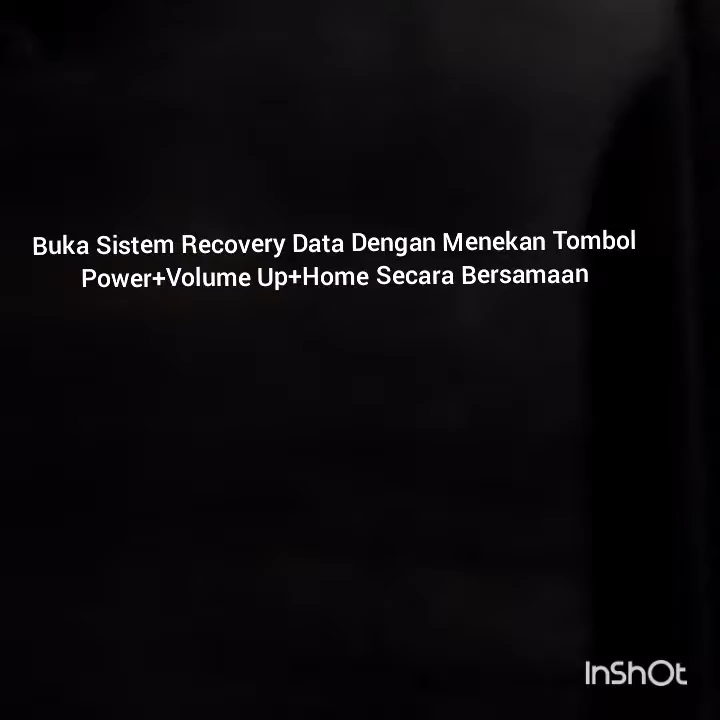 Buka Sistem Recovery Data Dengan Menekan Tombol
Power+Volume Up+Home Secara Bersamaan
InShOt